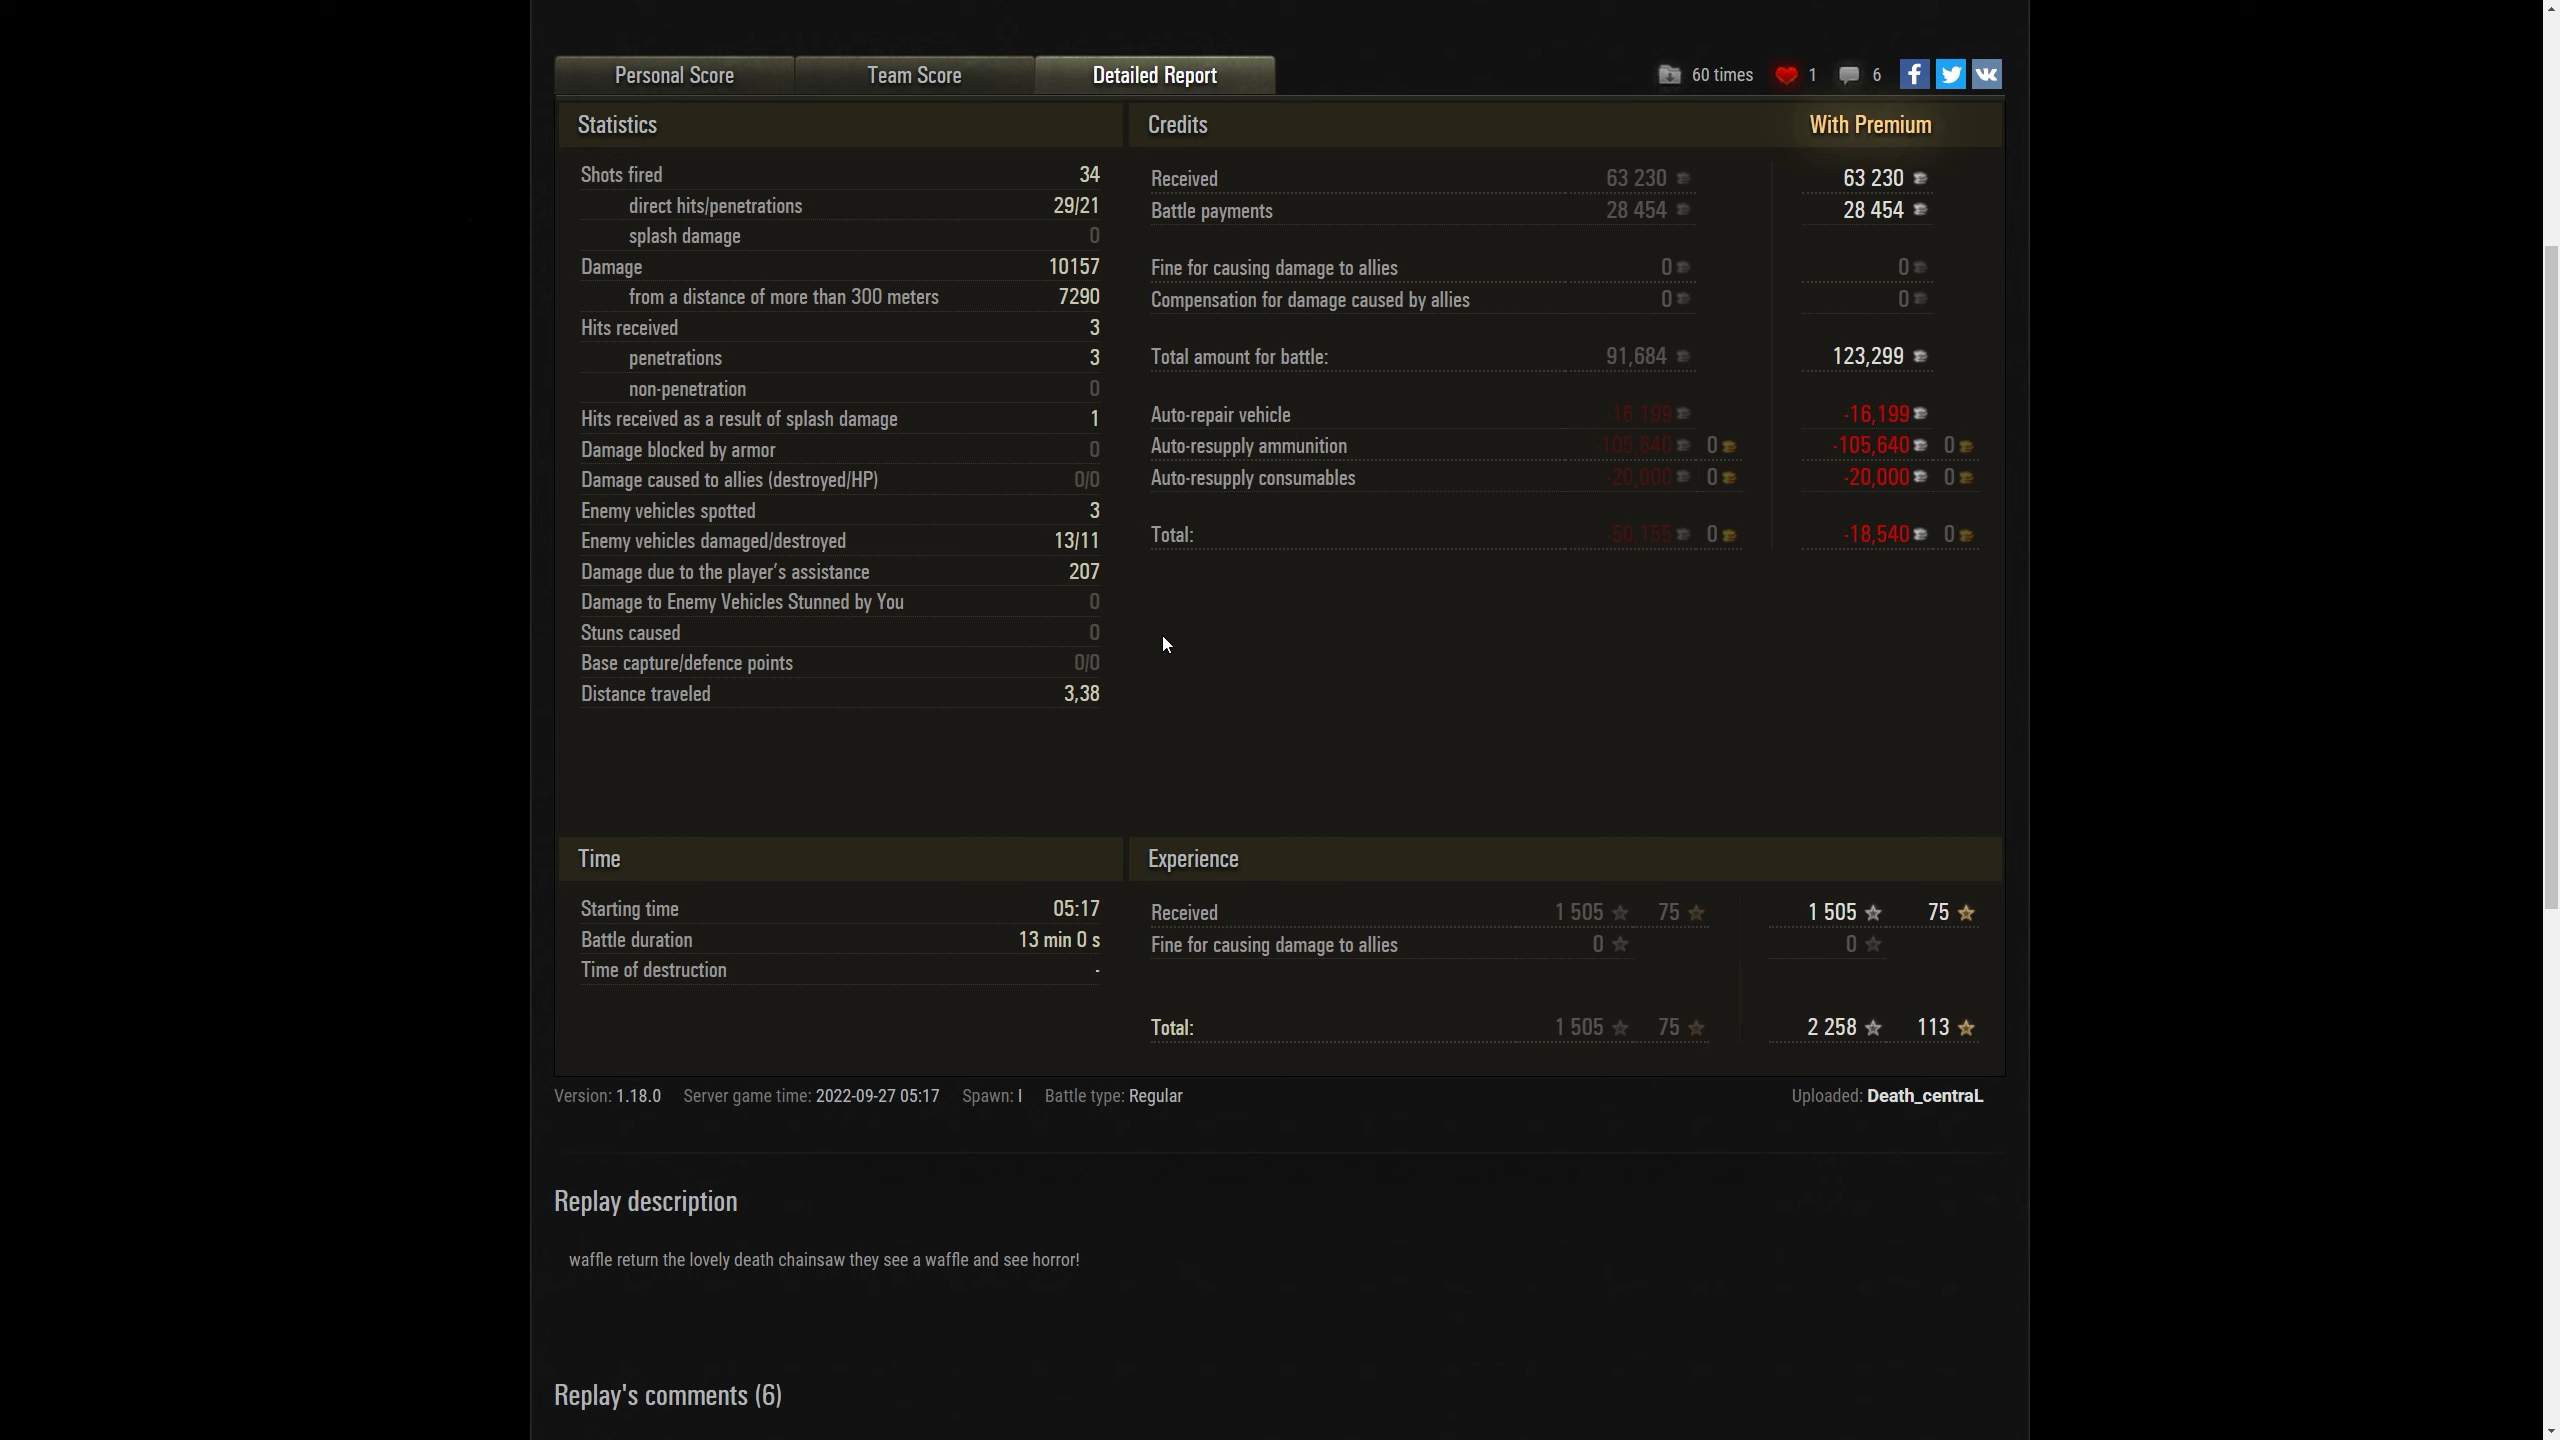 Personal Score Team Score Detailed Report 60 times 1 6
Statistics
Shots fired 34
direct hits/penetrations 29/21
splash damage 0
Damage 10157
from a distance of more than 300 meters 7290
Hits received 3
penetrations 3
non-penetration 0
Hits received as a result of splash damage 1
Damage blocked by armor 0
Damage caused to allies (destroyed/HP) 0/0
Enemy vehicles spotted 3
Enemy vehicles damaged/destroyed 13/11
Damage due to the player's assistance 207
Damage to Enemy Vehicles Stunned by You 0
Stuns caused 0
Base capture/defence points 0/0
Distance traveled 3,38
Credits With Premium
Received 63 230 63 230
Battle payments 28 454 28 454
Fine for causing damage to allies 0 0
Compensation for damage caused by allies 0 0
Total amount for battle: 91,684 123,299
Auto-repair vehicle -16,199 -16,199
Auto-resupply ammunition -105,640 0 -105,640 0
Auto-resupply consumables -20,000 0 -20,000 0
Total: -50 155 0 -18,540 0
Time
Starting time 05:17
Battle duration 13 min 0 s
Time of destruction -
Experience
Received 1 505 75 1 505 75
Fine for causing damage to allies 0 0
Total: 1 505 75 2 258 113
Version: 1.18.0 Server game time: 2022-09-27 05:17 Spawn: I Battle type: Regular Uploaded: Death_centraL
Replay description
waffle return the lovely death chainsaw they see a waffle and see horror!
Replay's comments (6)